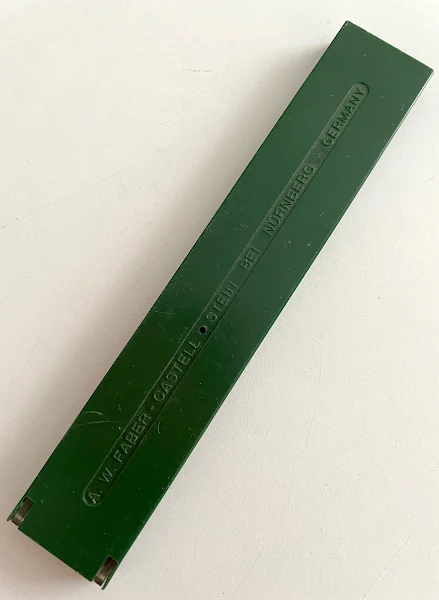 A. W. FABER - CASTELL • STEIN BEI NÜRNBERG - GERMANY